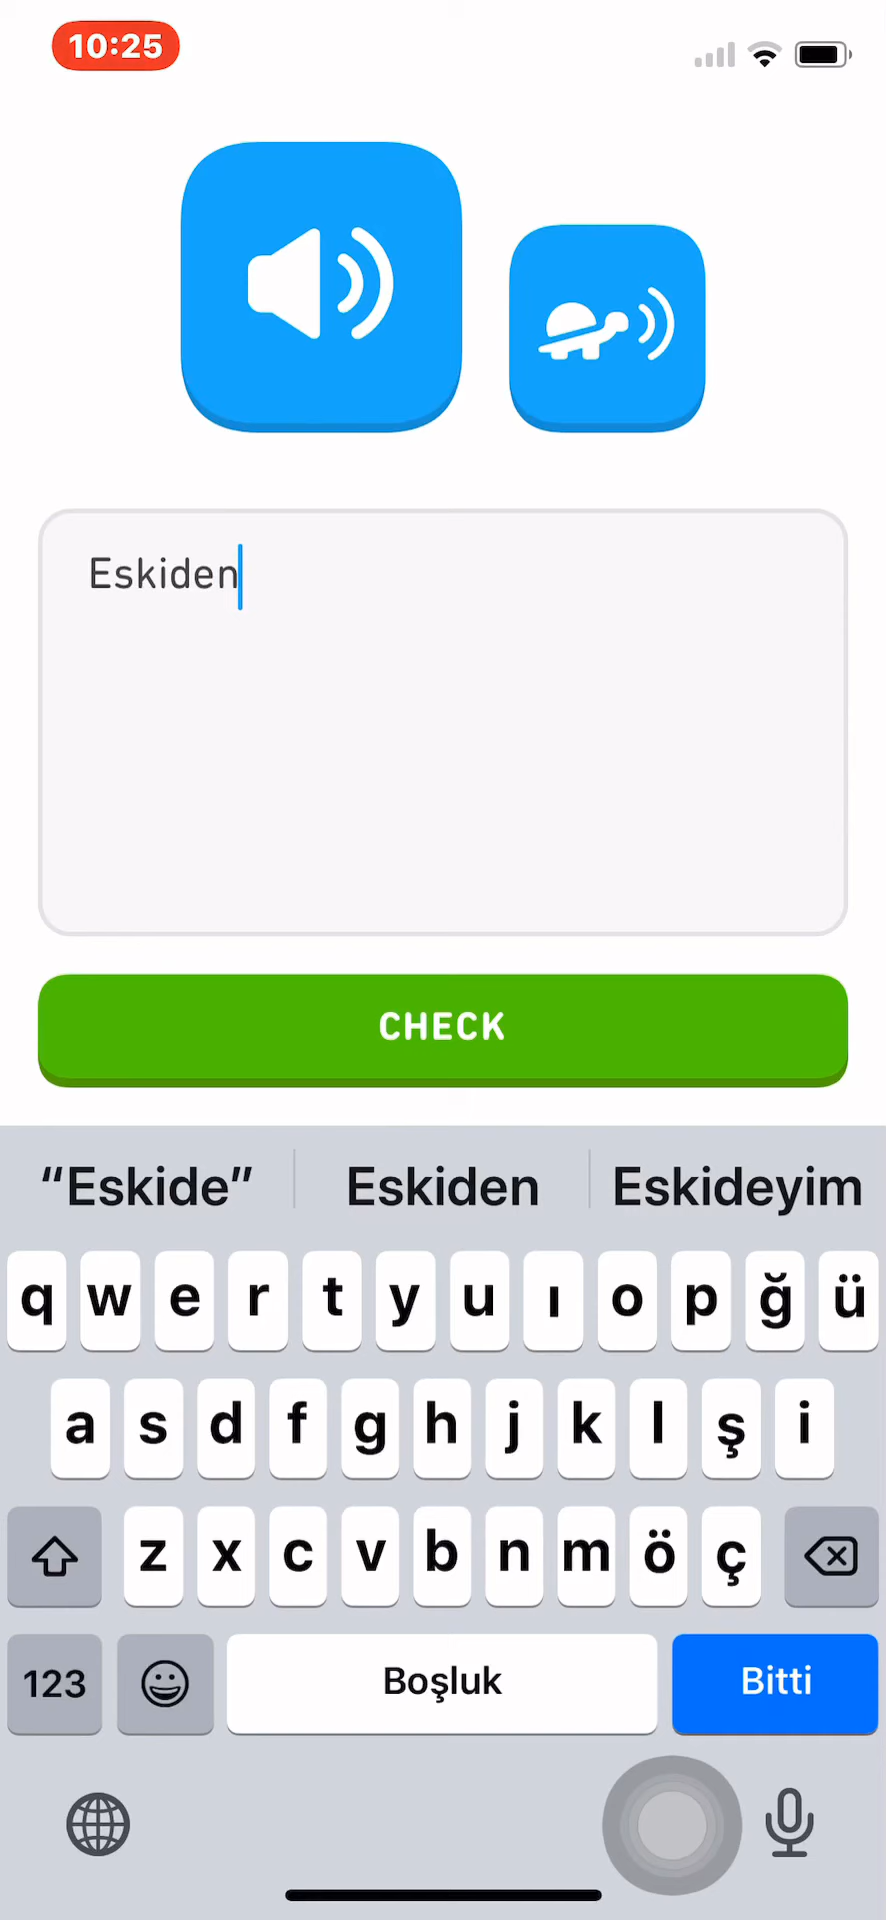 10:25
Eskiden
CHECK
“Eskide” Eskiden Eskideyim
q w e r t y u ı o p ğ ü
a s d f g h j k l ş i
z x c v b n m ö ç
123 Boşluk Bitti